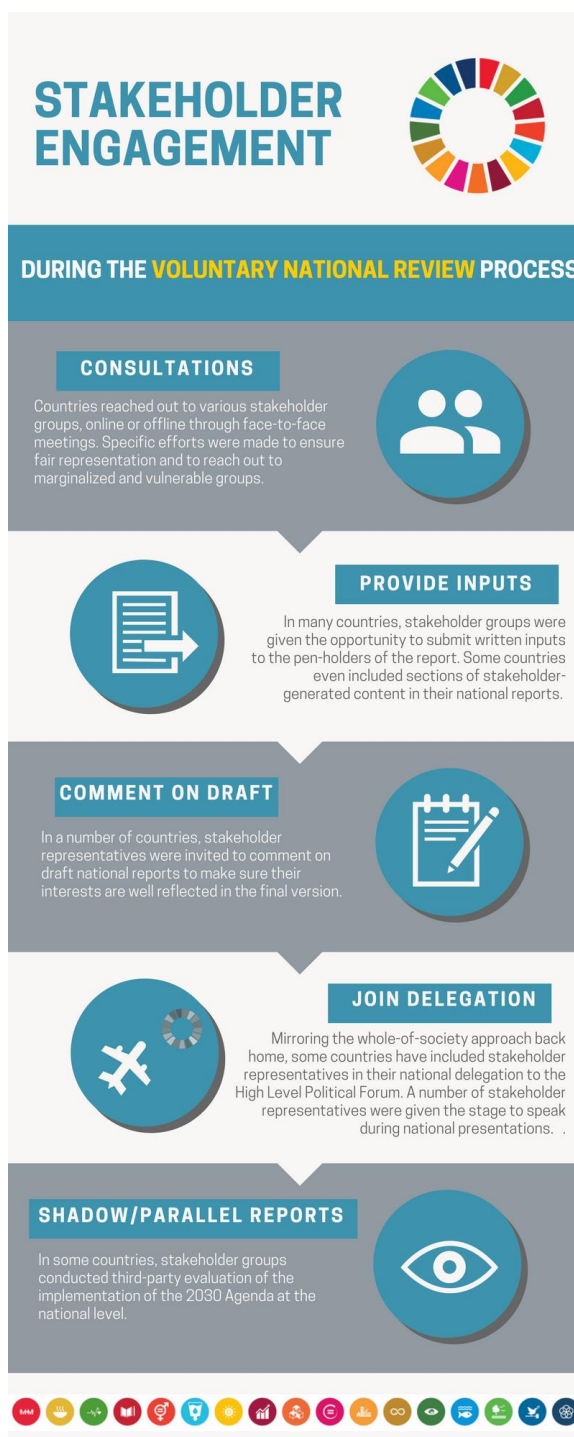 STAKEHOLDER
ENGAGEMENT
DURING THE VOLUNTARY NATIONAL REVIEW PROCESS
CONSULTATIONS
Countries reached out to various stakeholder
groups, online or offline through face-to-face
meetings. Specific efforts were made to ensure
fair representation and to reach out to
marginalized and vulnerable groups.
PROVIDE INPUTS
In many countries, stakeholder groups were
given the opportunity to submit written inputs
to the pen-holders of the report. Some countries
even included sections of stakeholder-
generated content in their national reports.
COMMENT ON DRAFT
In a number of countries, stakeholder
representatives were invited to comment on
draft national reports to make sure their
interests are well reflected in the final version.
JOIN DELEGATION
Mirroring the whole-of-society approach back
home, some countries have included stakeholder
representatives in their national delegation to the
High Level Political Forum. A number of stakeholder
representatives were given the stage to speak
during national presentations. .
SHADOW/PARALLEL REPORTS
In some countries, stakeholder groups
conducted third-party evaluation of the
implementation of the 2030 Agenda at the
national level.